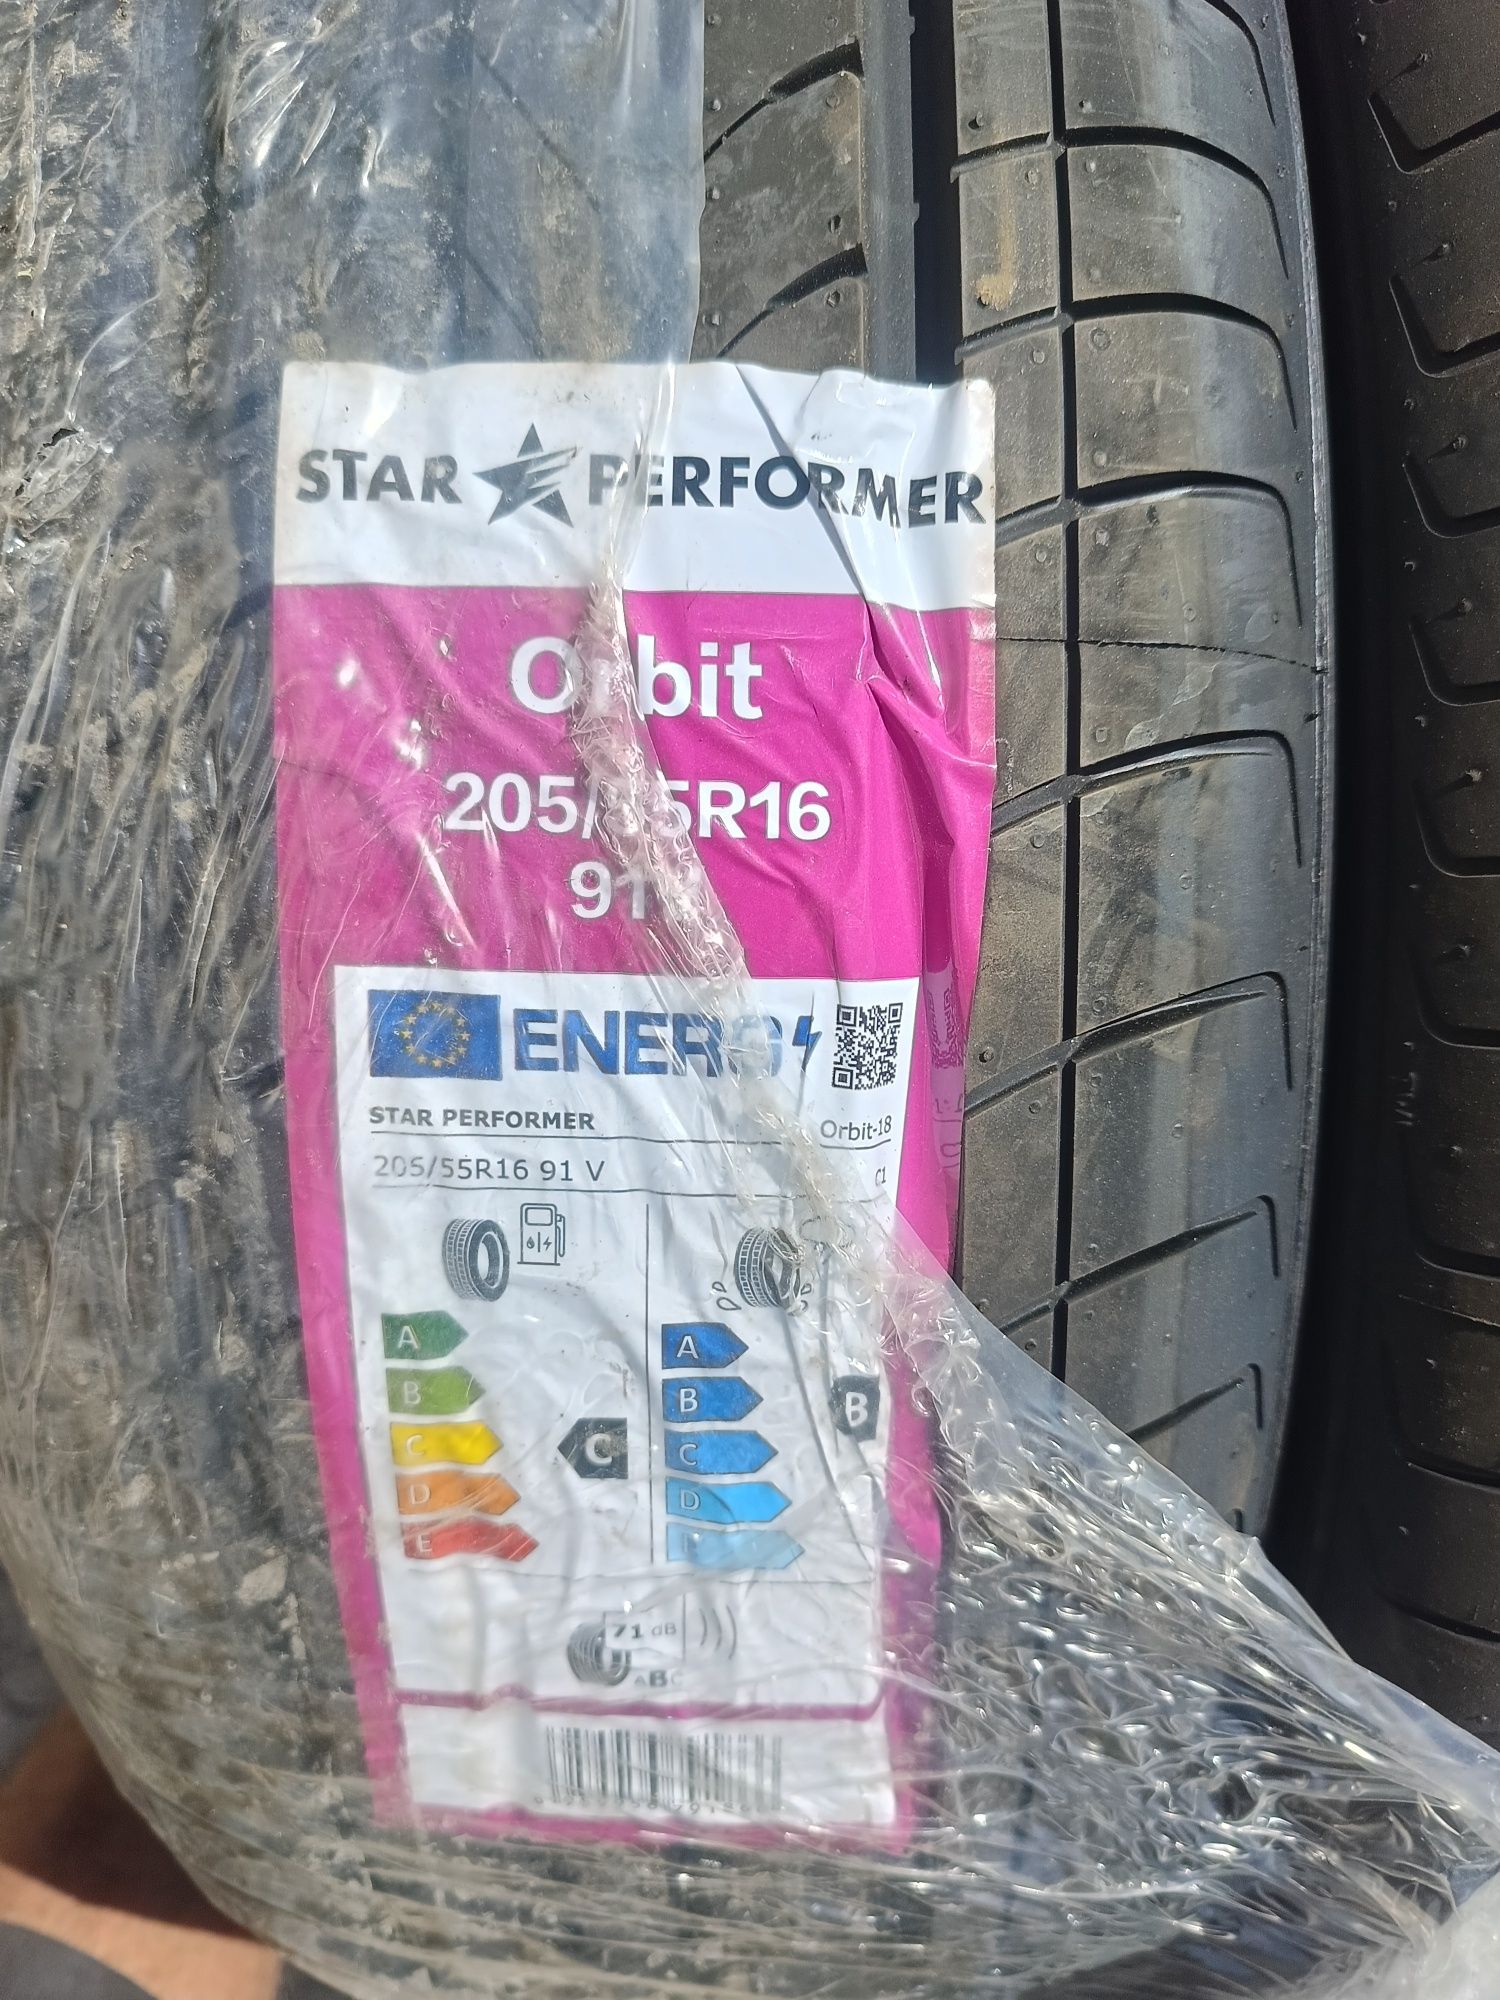 STAR PERFORMER
Orbit
205/55R16
91
ENERG
STAR PERFORMER
Orbit-18
205/55R16 91 V
C1
A
B
C
D
E
C
A
B
C
D
B
71 dB
ABC